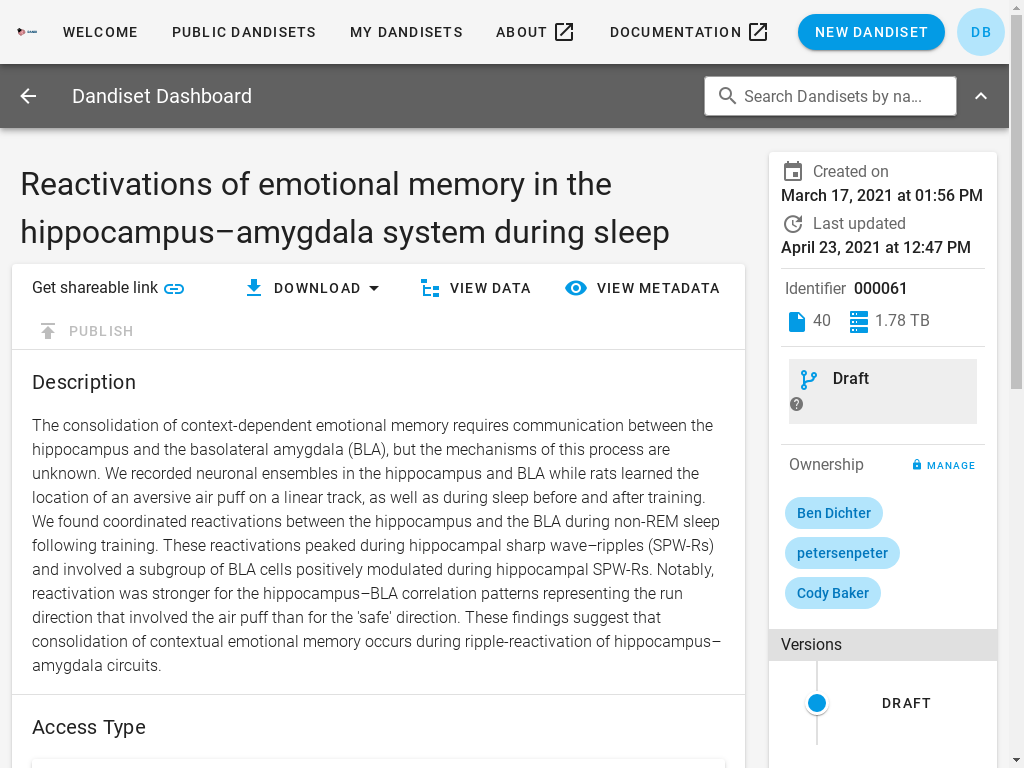 WELCOME PUBLIC DANDISETS MY DANDISETS ABOUT DOCUMENTATION NEW DANDISET DB
Dandiset Dashboard Search Dandisets by na...
Reactivations of emotional memory in the
hippocampus–amygdala system during sleep
Get shareable link DOWNLOAD VIEW DATA VIEW METADATA
PUBLISH
Description
The consolidation of context-dependent emotional memory requires communication between the
hippocampus and the basolateral amygdala (BLA), but the mechanisms of this process are
unknown. We recorded neuronal ensembles in the hippocampus and BLA while rats learned the
location of an aversive air puff on a linear track, as well as during sleep before and after training.
We found coordinated reactivations between the hippocampus and the BLA during non-REM sleep
following training. These reactivations peaked during hippocampal sharp wave–ripples (SPW-Rs)
and involved a subgroup of BLA cells positively modulated during hippocampal SPW-Rs. Notably,
reactivation was stronger for the hippocampus–BLA correlation patterns representing the run
direction that involved the air puff than for the 'safe' direction. These findings suggest that
consolidation of contextual emotional memory occurs during ripple-reactivation of hippocampus–
amygdala circuits.
Access Type
Created on
March 17, 2021 at 01:56 PM
Last updated
April 23, 2021 at 12:47 PM
Identifier 000061
40 1.78 TB
Draft
Ownership MANAGE
Ben Dichter
petersenpeter
Cody Baker
Versions
DRAFT